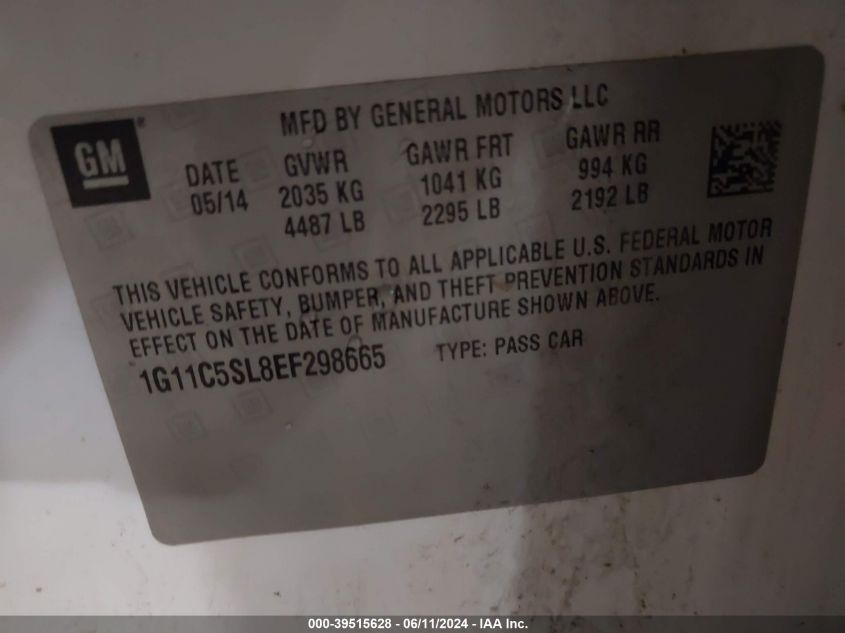 MFD BY GENERAL MOTORS LLC
GM®
DATE GVWR GAWR FRT GAWR RR
05/14 2035 KG 1041 KG 994 KG
4487 LB 2295 LB 2192 LB
THIS VEHICLE CONFORMS TO ALL APPLICABLE U.S. FEDERAL MOTOR
VEHICLE SAFETY, BUMPER, AND THEFT PREVENTION STANDARDS IN
EFFECT ON THE DATE OF MANUFACTURE SHOWN ABOVE.
1G11C5SL8EF298665 TYPE: PASS CAR
000-39515628 - 06/11/2024 - IAA Inc.